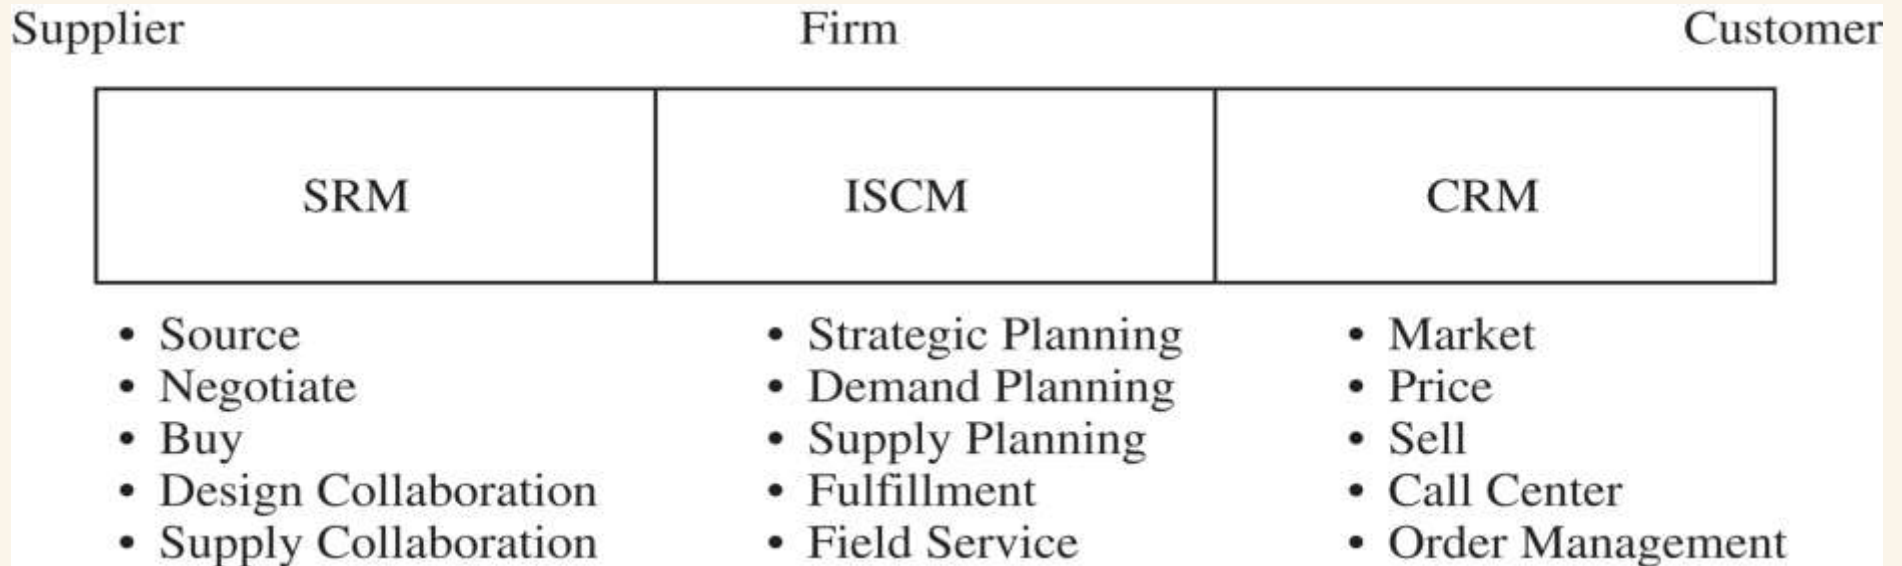 Supplier Firm Customer
SRM ISCM CRM
• Source
• Negotiate
• Buy
• Design Collaboration
• Supply Collaboration
• Strategic Planning
• Demand Planning
• Supply Planning
• Fulfillment
• Field Service
• Market
• Price
• Sell
• Call Center
• Order Management